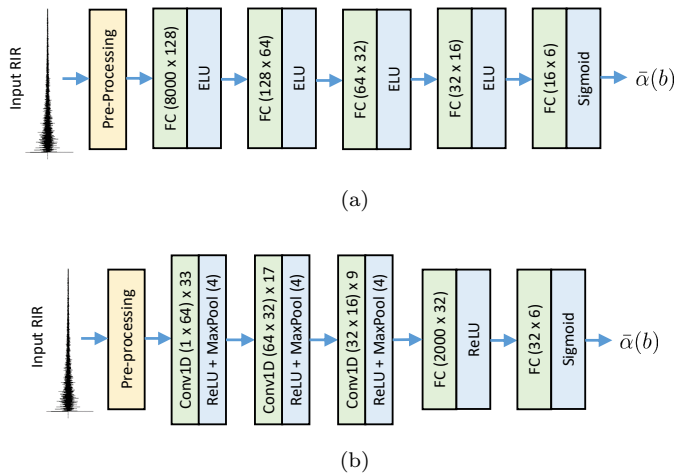 Input RIR
Pre-Processing
FC (8000 x 128)
ELU
FC (128 x 64)
ELU
FC (64 x 32)
ELU
FC (32 x 16)
ELU
FC (16 x 6)
Sigmoid
ᾱ(b)
(a)
Input RIR
Pre-processing
Conv1D (1 x 64) x 33
ReLU + MaxPool (4)
Conv1D (64 x 32) x 17
ReLU + MaxPool (4)
Conv1D (32 x 16) x 9
ReLU + MaxPool (4)
FC (2000 x 32)
ReLU
FC (32 x 6)
Sigmoid
ᾱ(b)
(b)